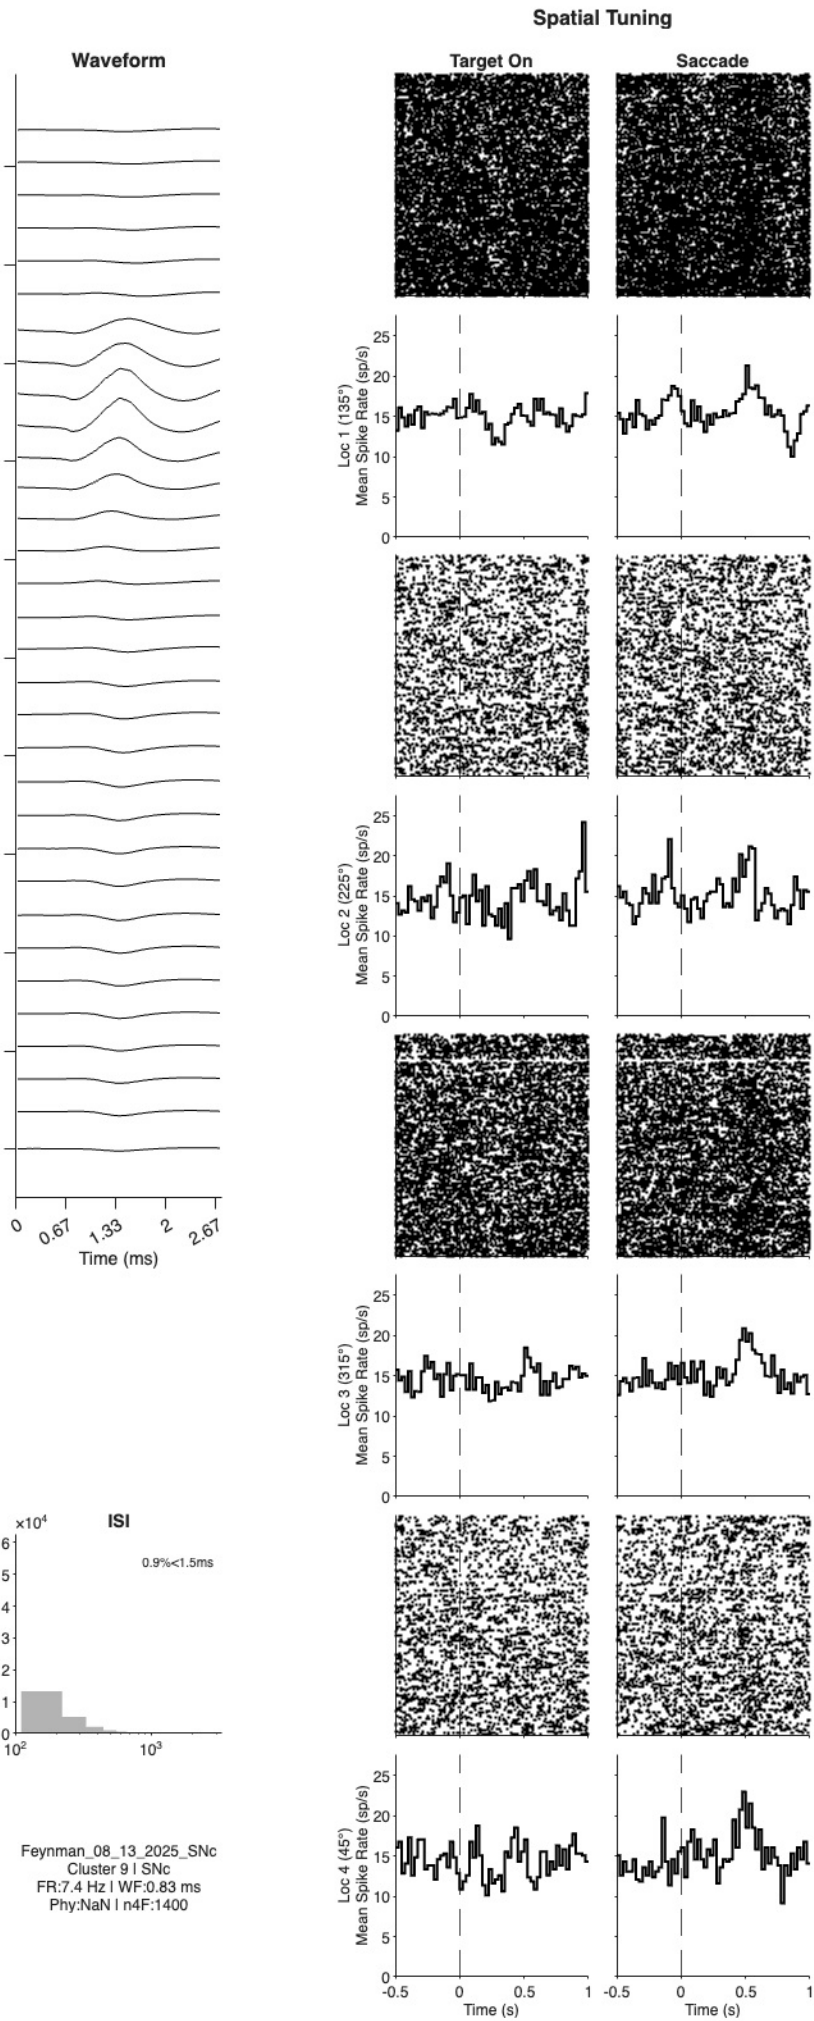 Spatial Tuning
Waveform
Target On
Saccade
0
0.67
1.33
2
2.67
Time (ms)
25
20
15
10
5
0
Loc 1 (135°)
Mean Spike Rate (sp/s)
25
20
15
10
5
0
Loc 2 (225°)
Mean Spike Rate (sp/s)
25
20
15
10
5
0
Loc 3 (315°)
Mean Spike Rate (sp/s)
×10⁴
ISI
0.9%<1.5ms
6
5
4
3
2
1
0
10²
10³
Feynman_08_13_2025_SNc
Cluster 9 | SNc
FR:7.4 Hz | WF:0.83 ms
Phy:NaN | n4F:1400
25
20
15
10
5
0
Loc 4 (45°)
Mean Spike Rate (sp/s)
-0.5
0
0.5
1
Time (s)
-0.5
0
0.5
1
Time (s)